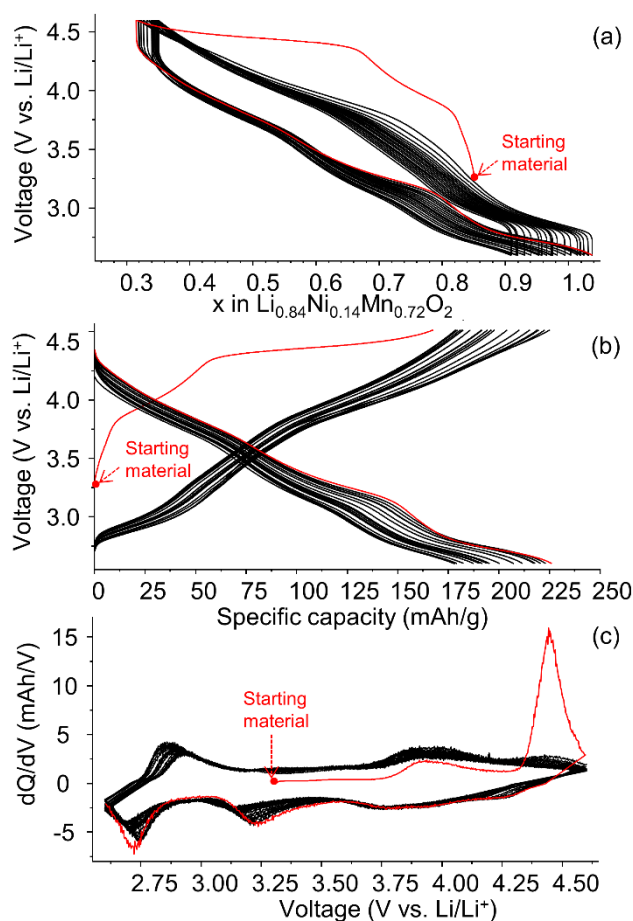 (a)
Voltage (V vs. Li/Li⁺)
4.5
4.0
3.5
3.0
Starting
material
0.3 0.4 0.5 0.6 0.7 0.8 0.9 1.0
x in Li₀.₈₄Ni₀.₁₄Mn₀.₇₂O₂
(b)
Voltage (V vs. Li/Li⁺)
4.5
4.0
3.5
3.0
Starting
material
0 25 50 75 100 125 150 175 200 225 250
Specific capacity (mAh/g)
(c)
dQ/dV (mAh/V)
15
10
5
0
-5
Starting
material
2.75 3.00 3.25 3.50 3.75 4.00 4.25 4.50
Voltage (V vs. Li/Li⁺)